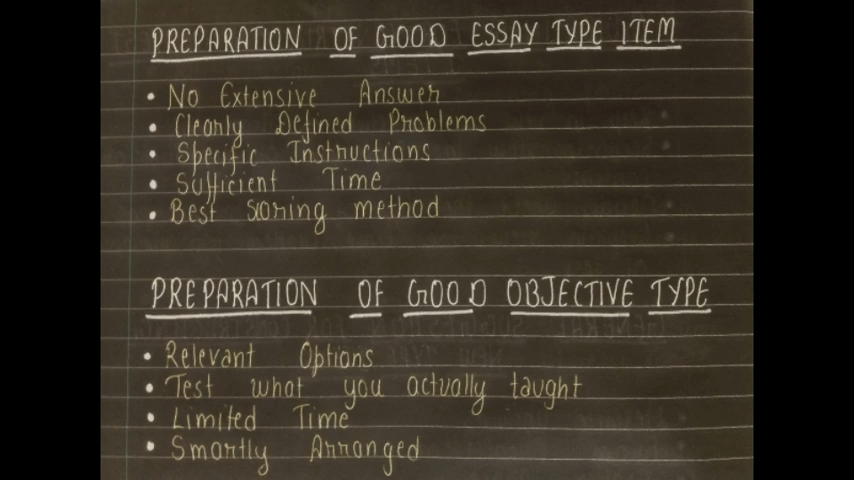 PREPARATION OF GOOD ESSAY TYPE ITEM
• No Extensive Answer
• Clearly Defined Problems
• Specific Instructions
• Sufficient Time
• Best scoring method
PREPARATION OF GOOD OBJECTIVE TYPE
• Relevant Options
• Test what you actually taught
• Limited Time
• Smartly Arranged